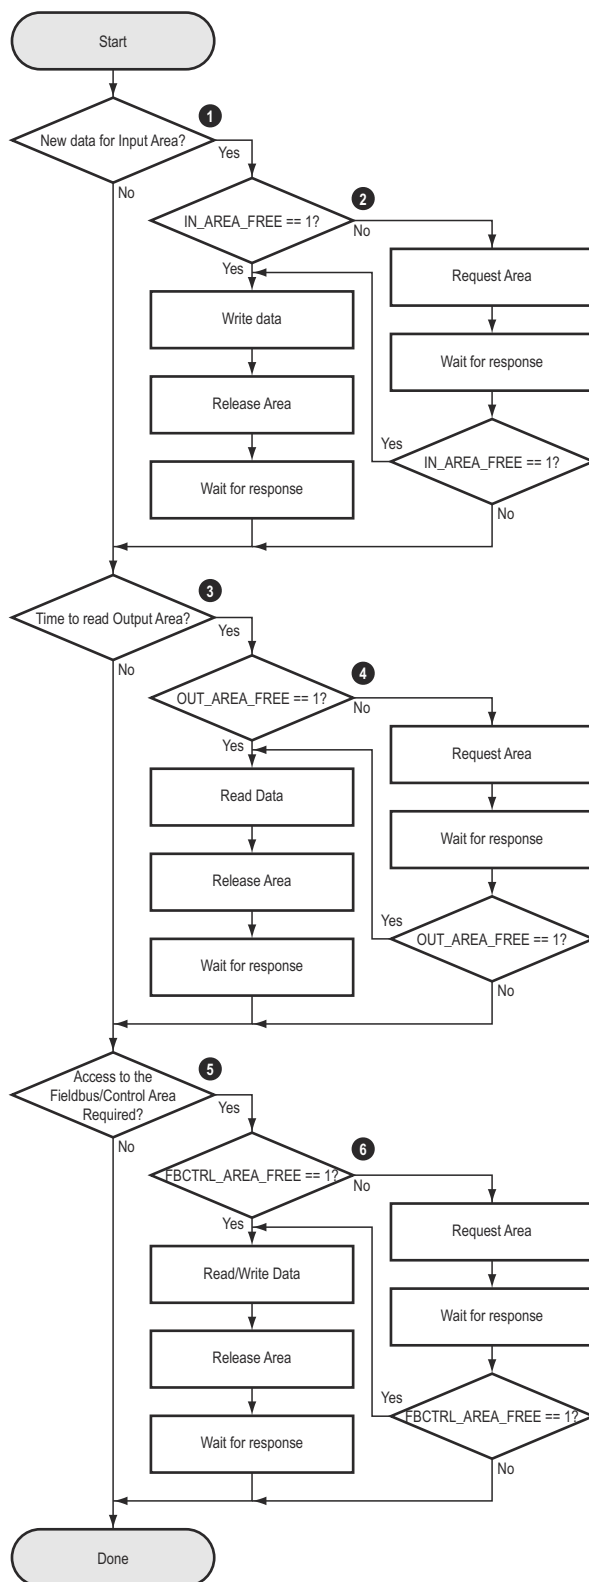 Start
New data for Input Area?
1
Yes
No
IN_AREA_FREE == 1?
2
No
Yes
Request Area
Write data
Wait for response
Release Area
Yes
IN_AREA_FREE == 1?
Wait for response
No
Time to read Output Area?
3
Yes
No
OUT_AREA_FREE == 1?
4
No
Yes
Request Area
Read Data
Wait for response
Release Area
Yes
OUT_AREA_FREE == 1?
Wait for response
No
Access to the
Fieldbus/Control Area
Required?
5
Yes
No
FBCTRL_AREA_FREE == 1?
6
No
Yes
Request Area
Read/Write Data
Wait for response
Release Area
Yes
FBCTRL_AREA_FREE == 1?
Wait for response
No
Done